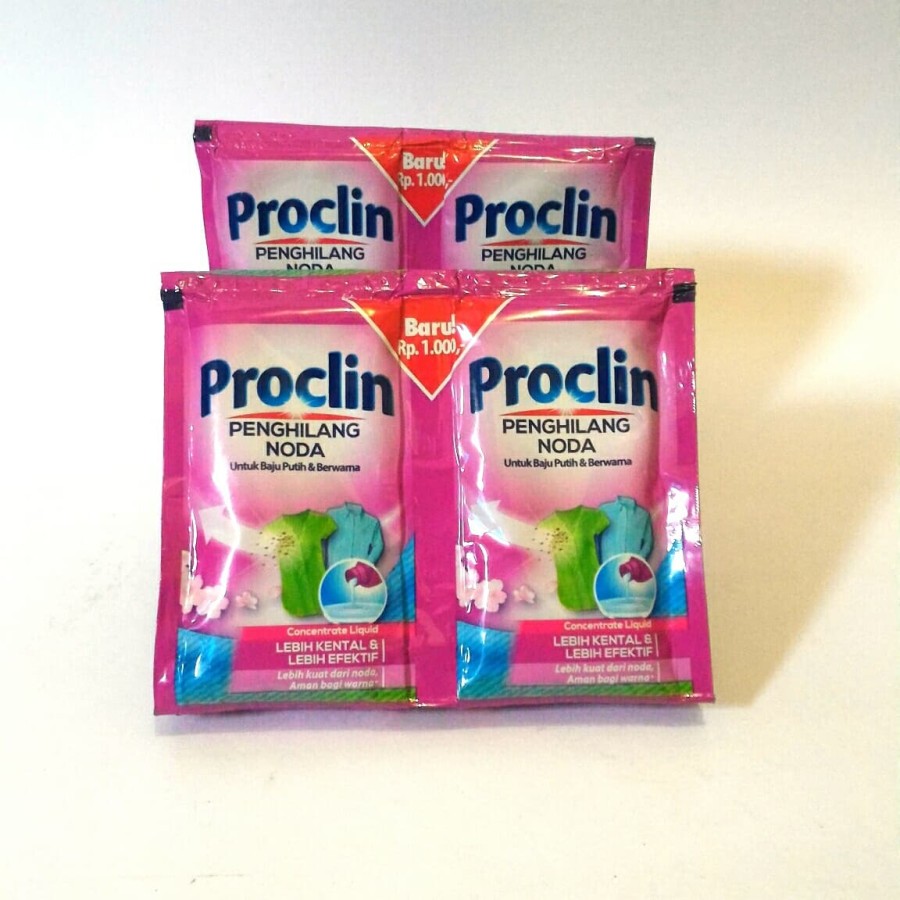 Baru!
Rp. 1.000,-
Proclin
PENGHILANG
NODA
Proclin
PENGHILANG
NODA
Baru!
Rp. 1.000,-
Proclin
PENGHILANG
NODA
Untuk Baju Putih & Berwarna
Concentrate Liquid
LEBIH KENTAL &
LEBIH EFEKTIF
Lebih kuat dari noda,
Aman bagi warna*
Proclin
PENGHILANG
NODA
Untuk Baju Putih & Berwarna
Concentrate Liquid
LEBIH KENTAL &
LEBIH EFEKTIF
Lebih kuat dari noda,
Aman bagi warna*